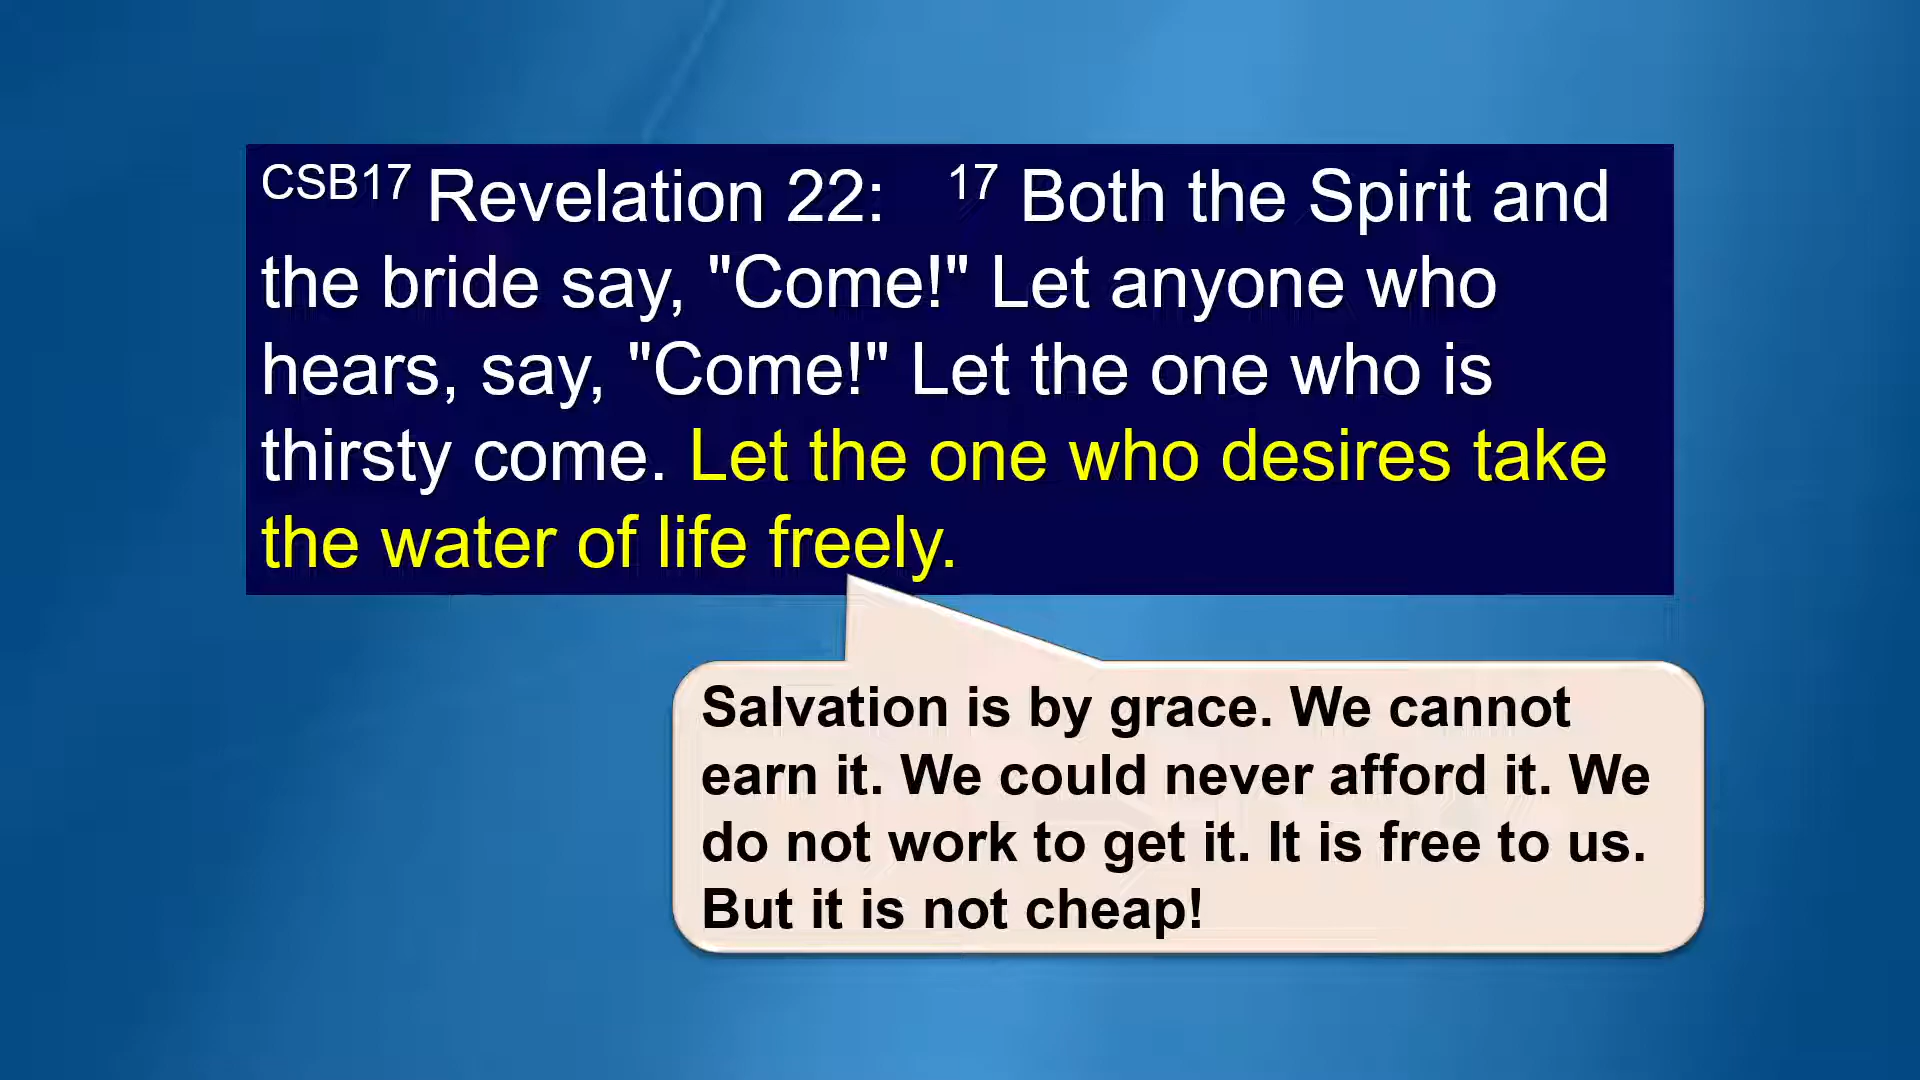 CSB17 Revelation 22: 17 Both the Spirit and
the bride say, "Come!" Let anyone who
hears, say, "Come!" Let the one who is
thirsty come. Let the one who desires take
the water of life freely.
Salvation is by grace. We cannot
earn it. We could never afford it. We
do not work to get it. It is free to us.
But it is not cheap!